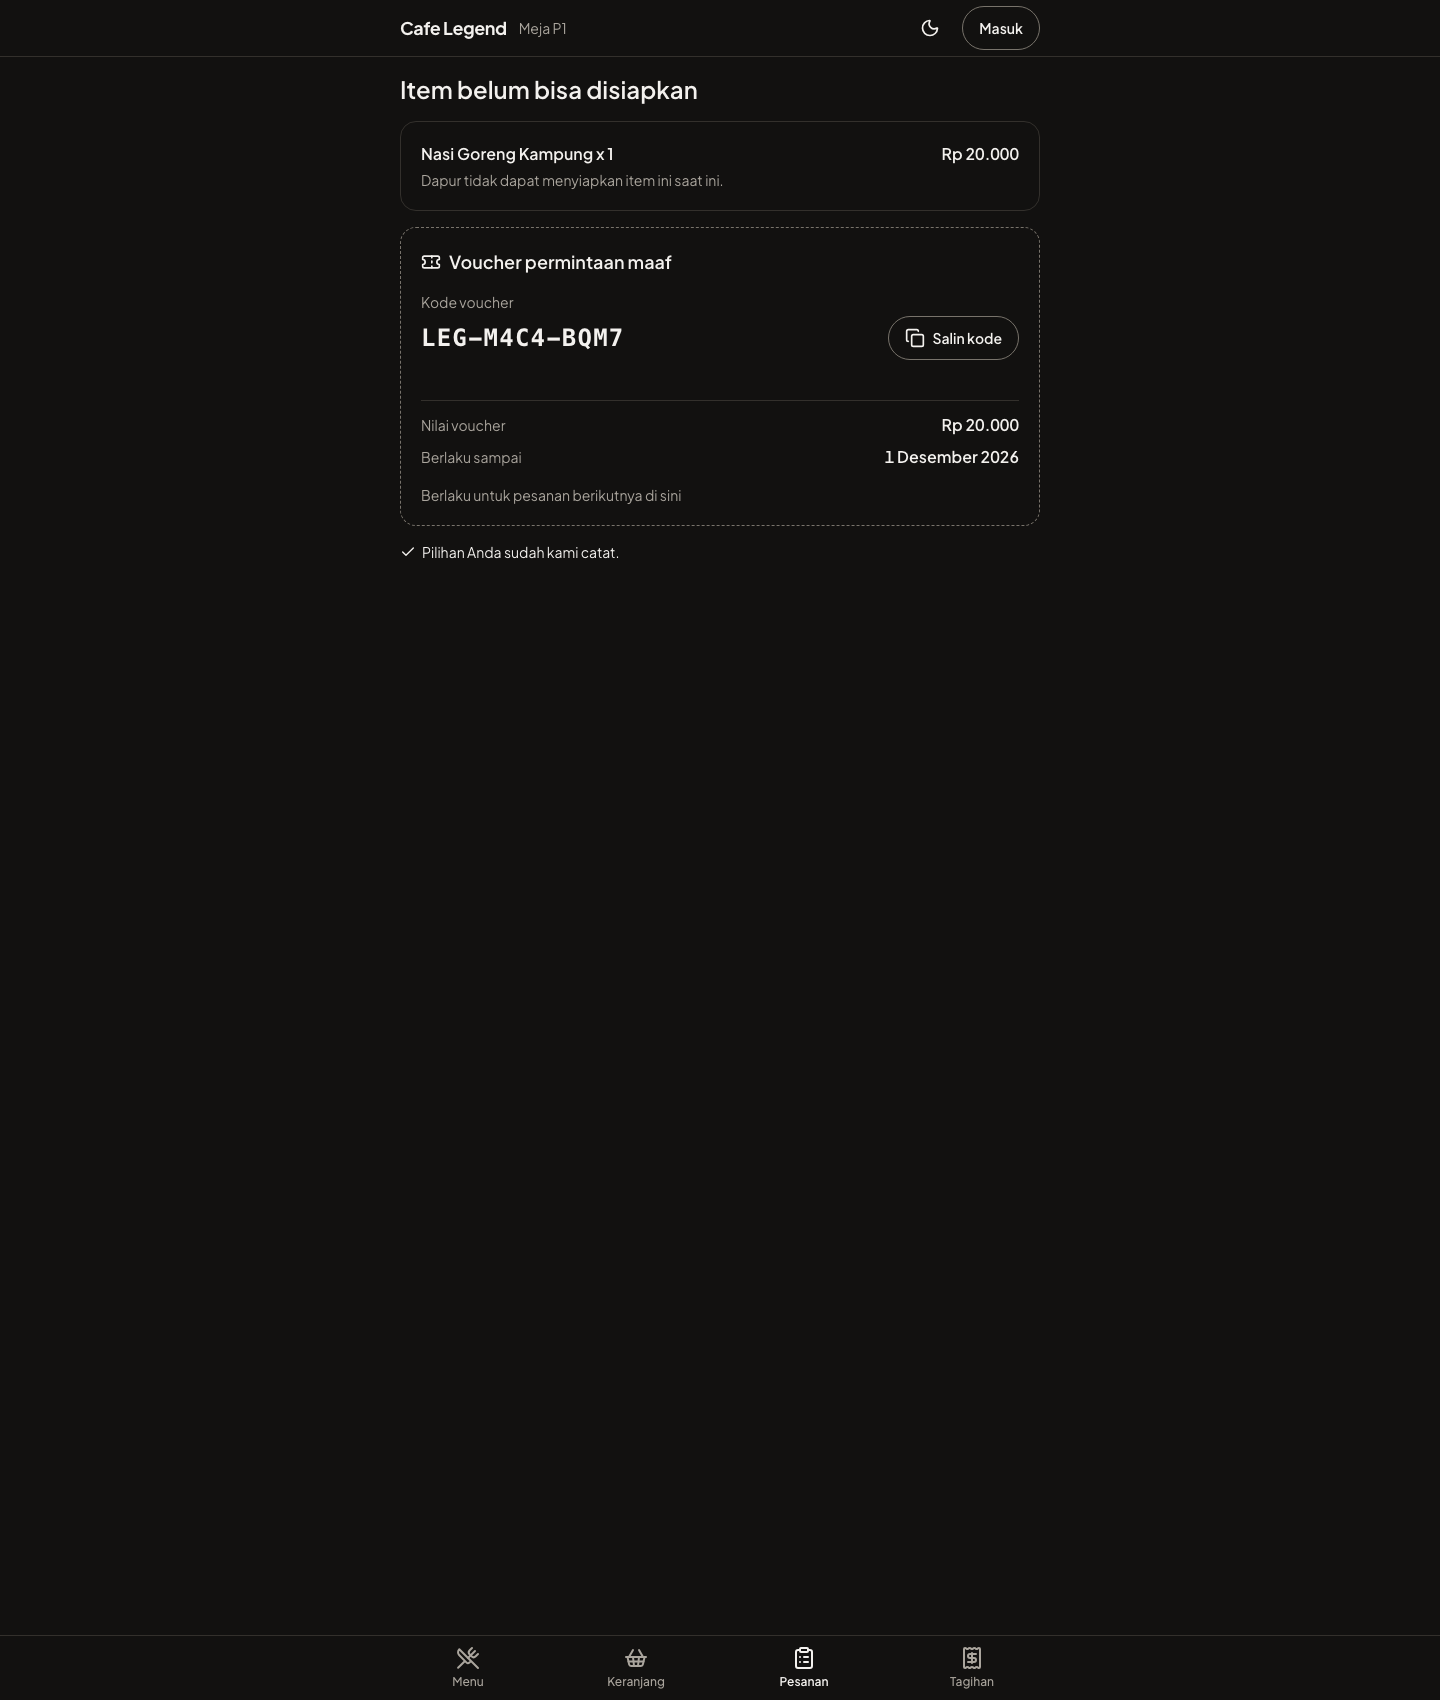 Cafe Legend Meja P1 Masuk
Item belum bisa disiapkan
Nasi Goreng Kampung x 1 Rp 20.000
Dapur tidak dapat menyiapkan item ini saat ini.
Voucher permintaan maaf
Kode voucher
LEG-M4C4-BQM7 Salin kode
Nilai voucher Rp 20.000
Berlaku sampai 1 Desember 2026
Berlaku untuk pesanan berikutnya di sini
Pilihan Anda sudah kami catat.
Menu Keranjang Pesanan Tagihan